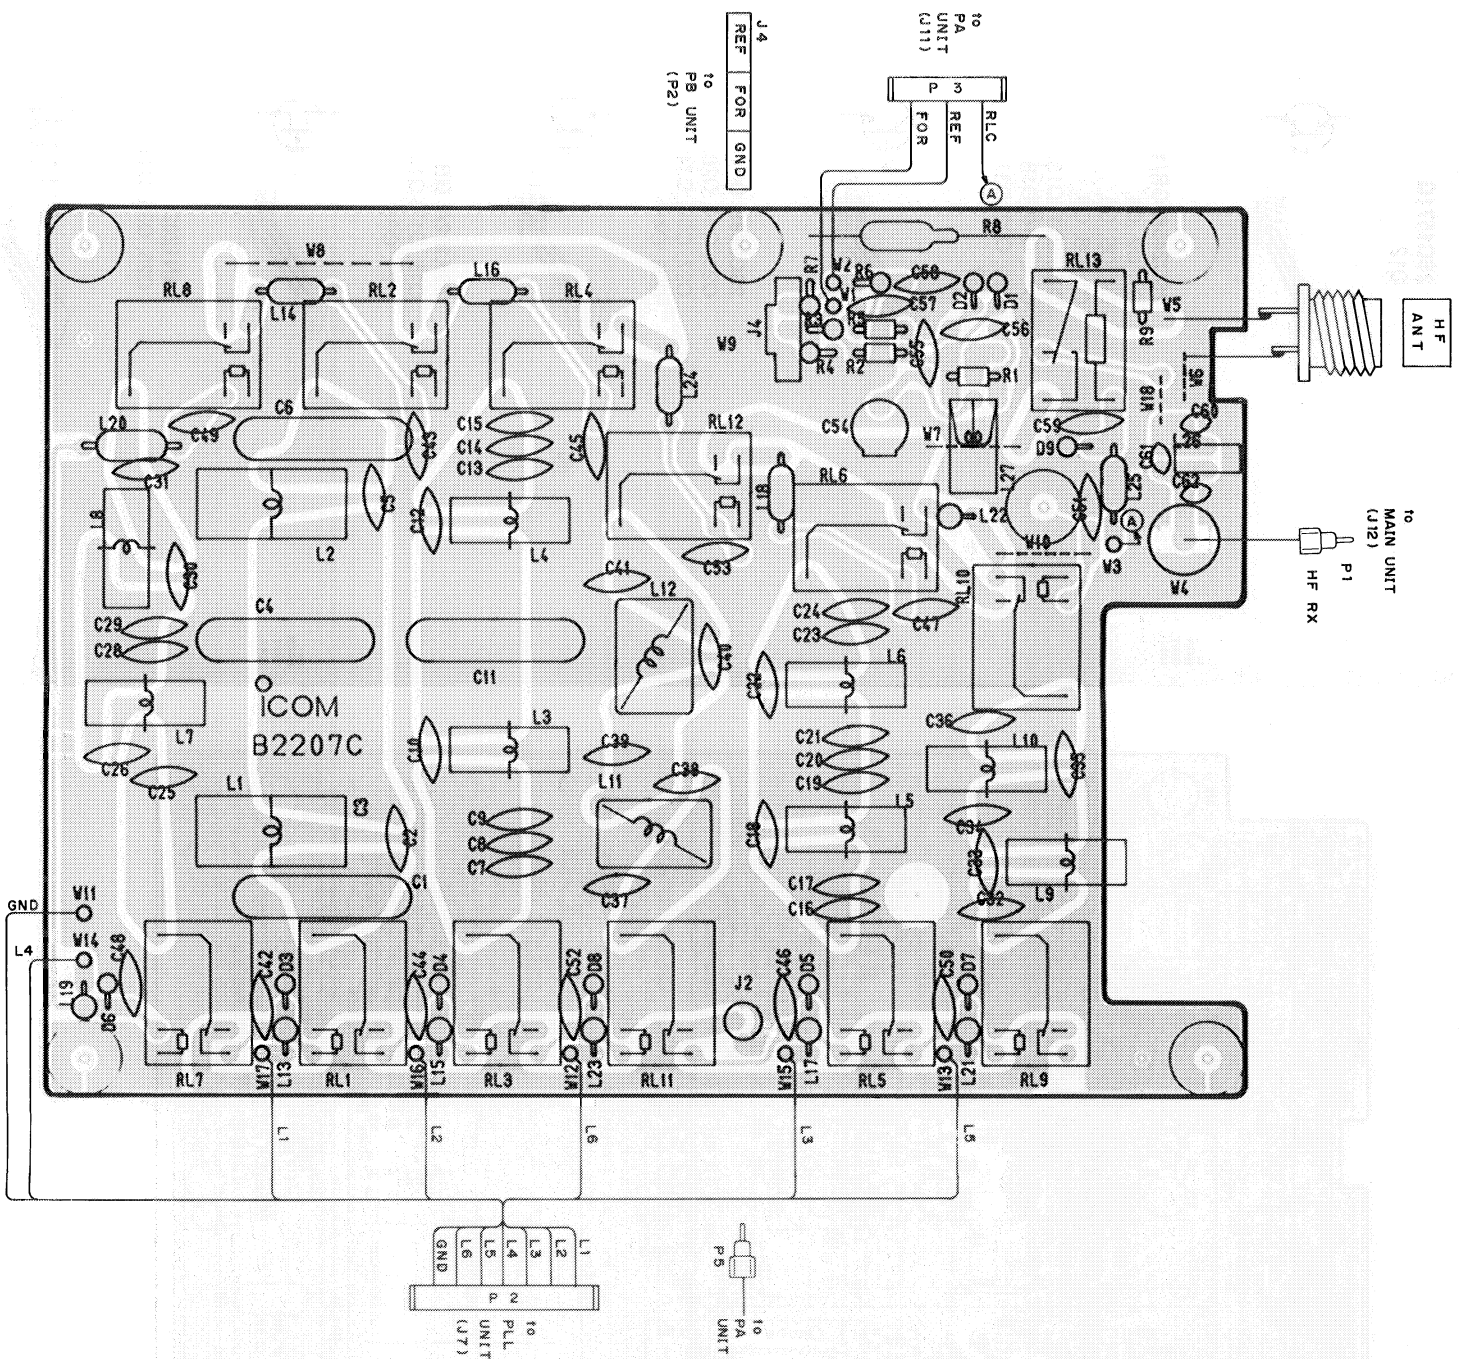 to
PA
UNIT
(J11)
P 3
FOR
REF
RLC
A
J4
REF FOR GND
to
PB UNIT
(P2)
HF
ANT
R8
W8
L16
RL8
L14
RL2
RL4
R7
W2
R6
C58
W1
C57
D2
D1
RL13
W5
R9
J4
W9
R3
R4
R2
C55
C56
R1
W6
W18
L24
C6
L20
C49
C43
C15
C14
C13
C45
RL12
C54
W7
C59
D9
C60
L26
C61
C62
C31
L8
C5
C12
L2
L4
L18
RL6
L22
L27
C51
L25
A
W10
W3
W4
to
MAIN UNIT
(J12)
P1
HF RX
C30
C53
C41
L12
RL10
C4
C29
C28
C24
C23
C47
C11
C40
C22
L6
ICOM
B2207C
L7
L3
C10
C39
C21
C20
C19
C36
L10
C35
C26
C25
L1
C3
C2
L11
C38
C9
C8
C7
C18
L5
C34
C33
L9
C37
C17
C16
C32
C1
GND
W11
L4
W14
C48
L19
D6
C42
D3
C44
D4
C52
D8
J2
C46
D5
C50
D7
RL7
W17
L13
RL1
W16
L15
RL3
W12
L23
RL11
W15
L17
RL5
W13
L21
RL9
L1
L2
L6
L3
L5
GND
L6
L5
L4
L3
L2
L1
P 2
to
PLL
UNIT
(J7)
P5
to
PA
UNIT